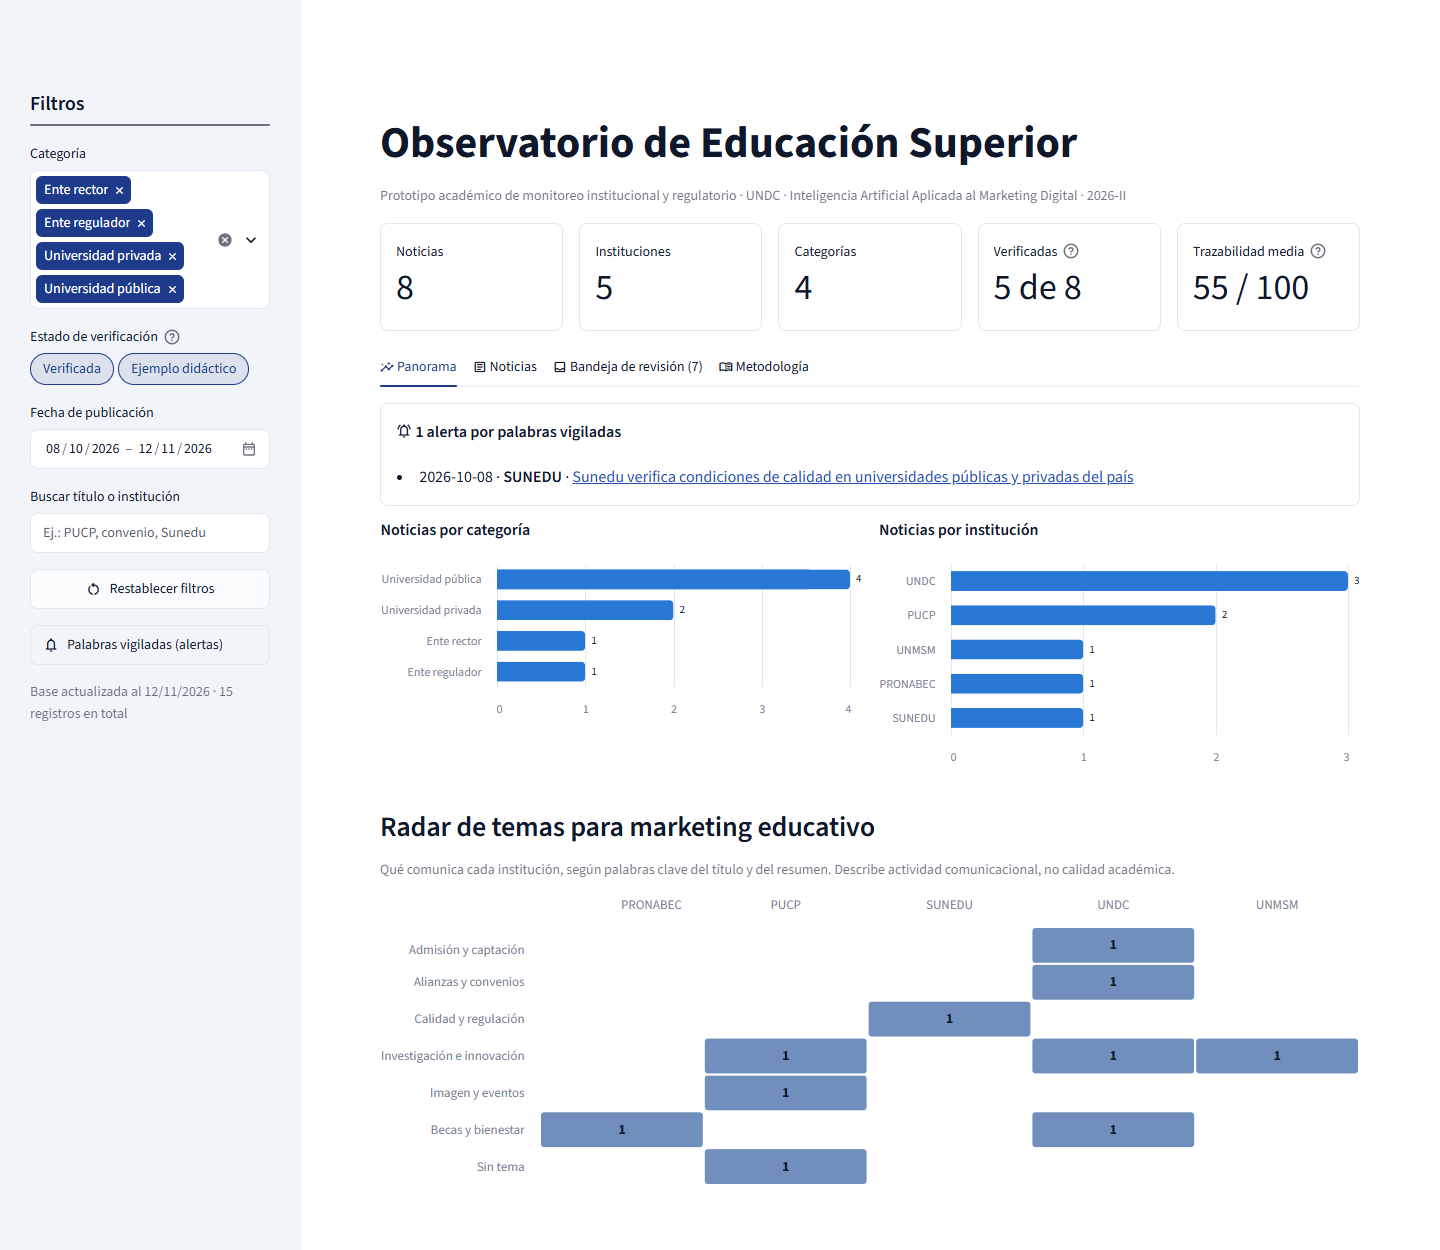 Filtros
Categoría
Ente rector
Ente regulador
Universidad privada
Universidad pública
Estado de verificación
Verificada
Ejemplo didáctico
Fecha de publicación
08 / 10 / 2026 – 12 / 11 / 2026
Buscar título o institución
Ej.: PUCP, convenio, Sunedu
Restablecer filtros
Palabras vigiladas (alertas)
Base actualizada al 12/11/2026 · 15
registros en total
Observatorio de Educación Superior
Prototipo académico de monitoreo institucional y regulatorio · UNDC · Inteligencia Artificial Aplicada al Marketing Digital · 2026-II
Noticias
8
Instituciones
5
Categorías
4
Verificadas
5 de 8
Trazabilidad media
55 / 100
Panorama
Noticias
Bandeja de revisión (7)
Metodología
1 alerta por palabras vigiladas
2026-10-08 · SUNEDU · Sunedu verifica condiciones de calidad en universidades públicas y privadas del país
Noticias por categoría
Universidad pública 4
Universidad privada 2
Ente rector 1
Ente regulador 1
0 1 2 3 4
Noticias por institución
UNDC 3
PUCP 2
UNMSM 1
PRONABEC 1
SUNEDU 1
0 1 2 3
Radar de temas para marketing educativo
Qué comunica cada institución, según palabras clave del título y del resumen. Describe actividad comunicacional, no calidad académica.
PRONABEC PUCP SUNEDU UNDC UNMSM
Admisión y captación 1
Alianzas y convenios 1
Calidad y regulación 1
Investigación e innovación 1 1 1
Imagen y eventos 1
Becas y bienestar 1 1
Sin tema 1